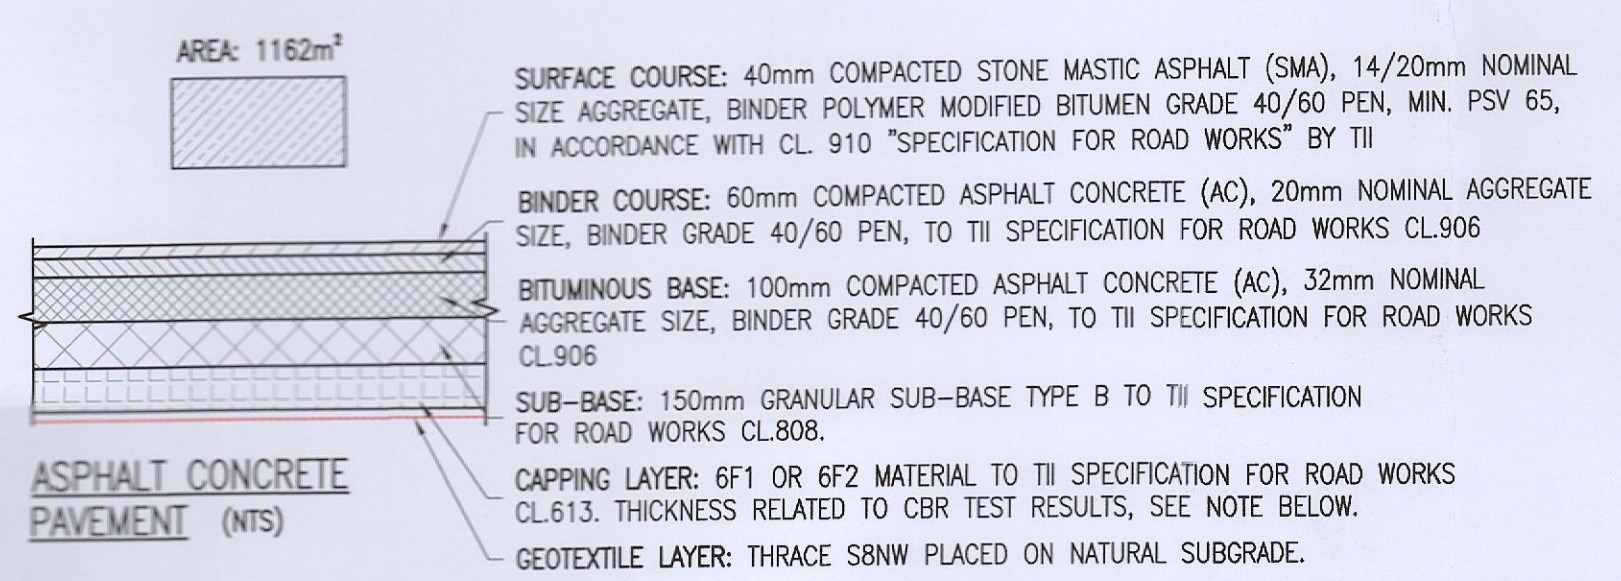 AREA: 1162m²
SURFACE COURSE: 40mm COMPACTED STONE MASTIC ASPHALT (SMA), 14/20mm NOMINAL
SIZE AGGREGATE, BINDER POLYMER MODIFIED BITUMEN GRADE 40/60 PEN, MIN. PSV 65,
IN ACCORDANCE WITH CL. 910 "SPECIFICATION FOR ROAD WORKS" BY TII
BINDER COURSE: 60mm COMPACTED ASPHALT CONCRETE (AC), 20mm NOMINAL AGGREGATE
SIZE, BINDER GRADE 40/60 PEN, TO TII SPECIFICATION FOR ROAD WORKS CL.906
BITUMINOUS BASE: 100mm COMPACTED ASPHALT CONCRETE (AC), 32mm NOMINAL
AGGREGATE SIZE, BINDER GRADE 40/60 PEN, TO TII SPECIFICATION FOR ROAD WORKS
CL.906
SUB-BASE: 150mm GRANULAR SUB-BASE TYPE B TO TII SPECIFICATION
FOR ROAD WORKS CL.808.
CAPPING LAYER: 6F1 OR 6F2 MATERIAL TO TII SPECIFICATION FOR ROAD WORKS
CL.613. THICKNESS RELATED TO CBR TEST RESULTS, SEE NOTE BELOW.
GEOTEXTILE LAYER: THRACE S8NW PLACED ON NATURAL SUBGRADE.
ASPHALT CONCRETE
PAVEMENT (NTS)